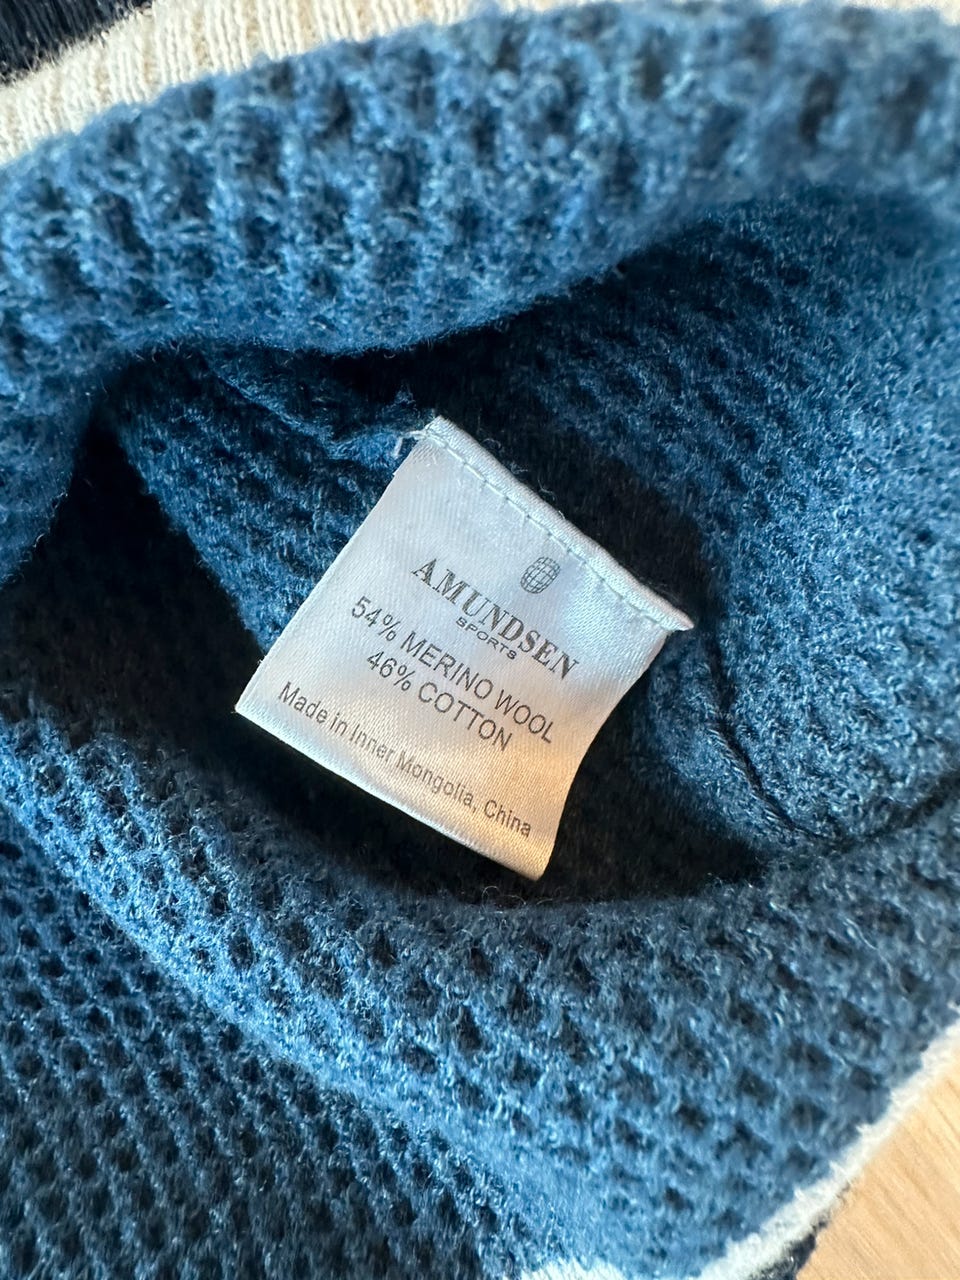 AMUNDSEN
SPORTS
54% MERINO WOOL
46% COTTON
Made in Inner Mongolia, China